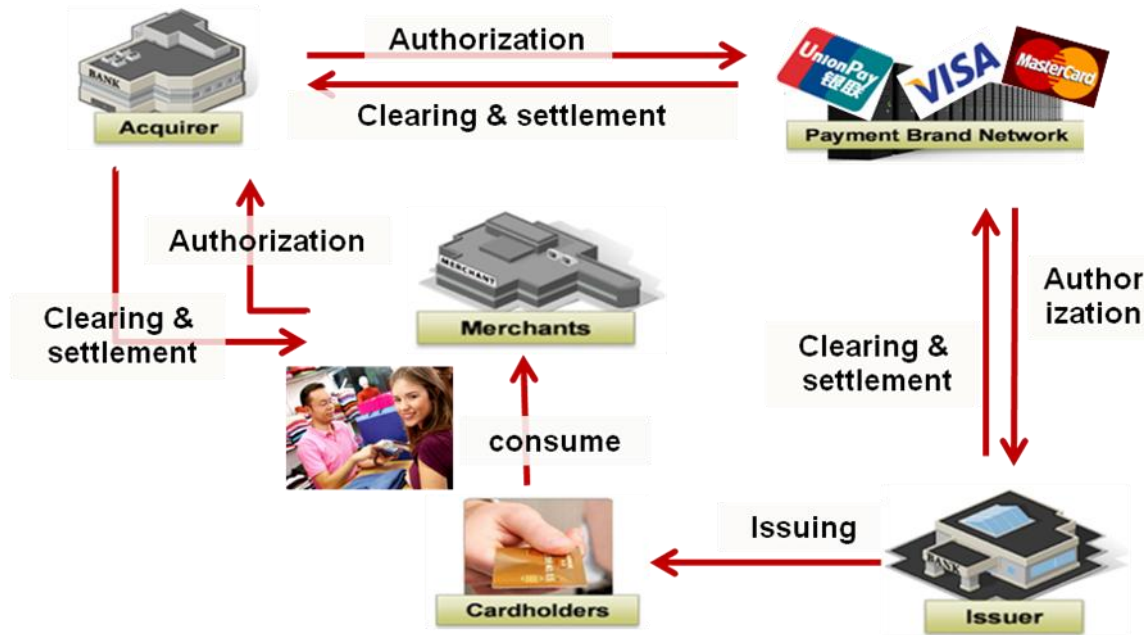 Authorization
UnionPay
银联
VISA
MasterCard
BANK
Acquirer
Clearing & settlement
Payment Brand Network
Authorization
MERCHANT
Merchants
Clearing &
settlement
Author
ization
Clearing &
settlement
consume
Issuing
BANK
Cardholders
Issuer